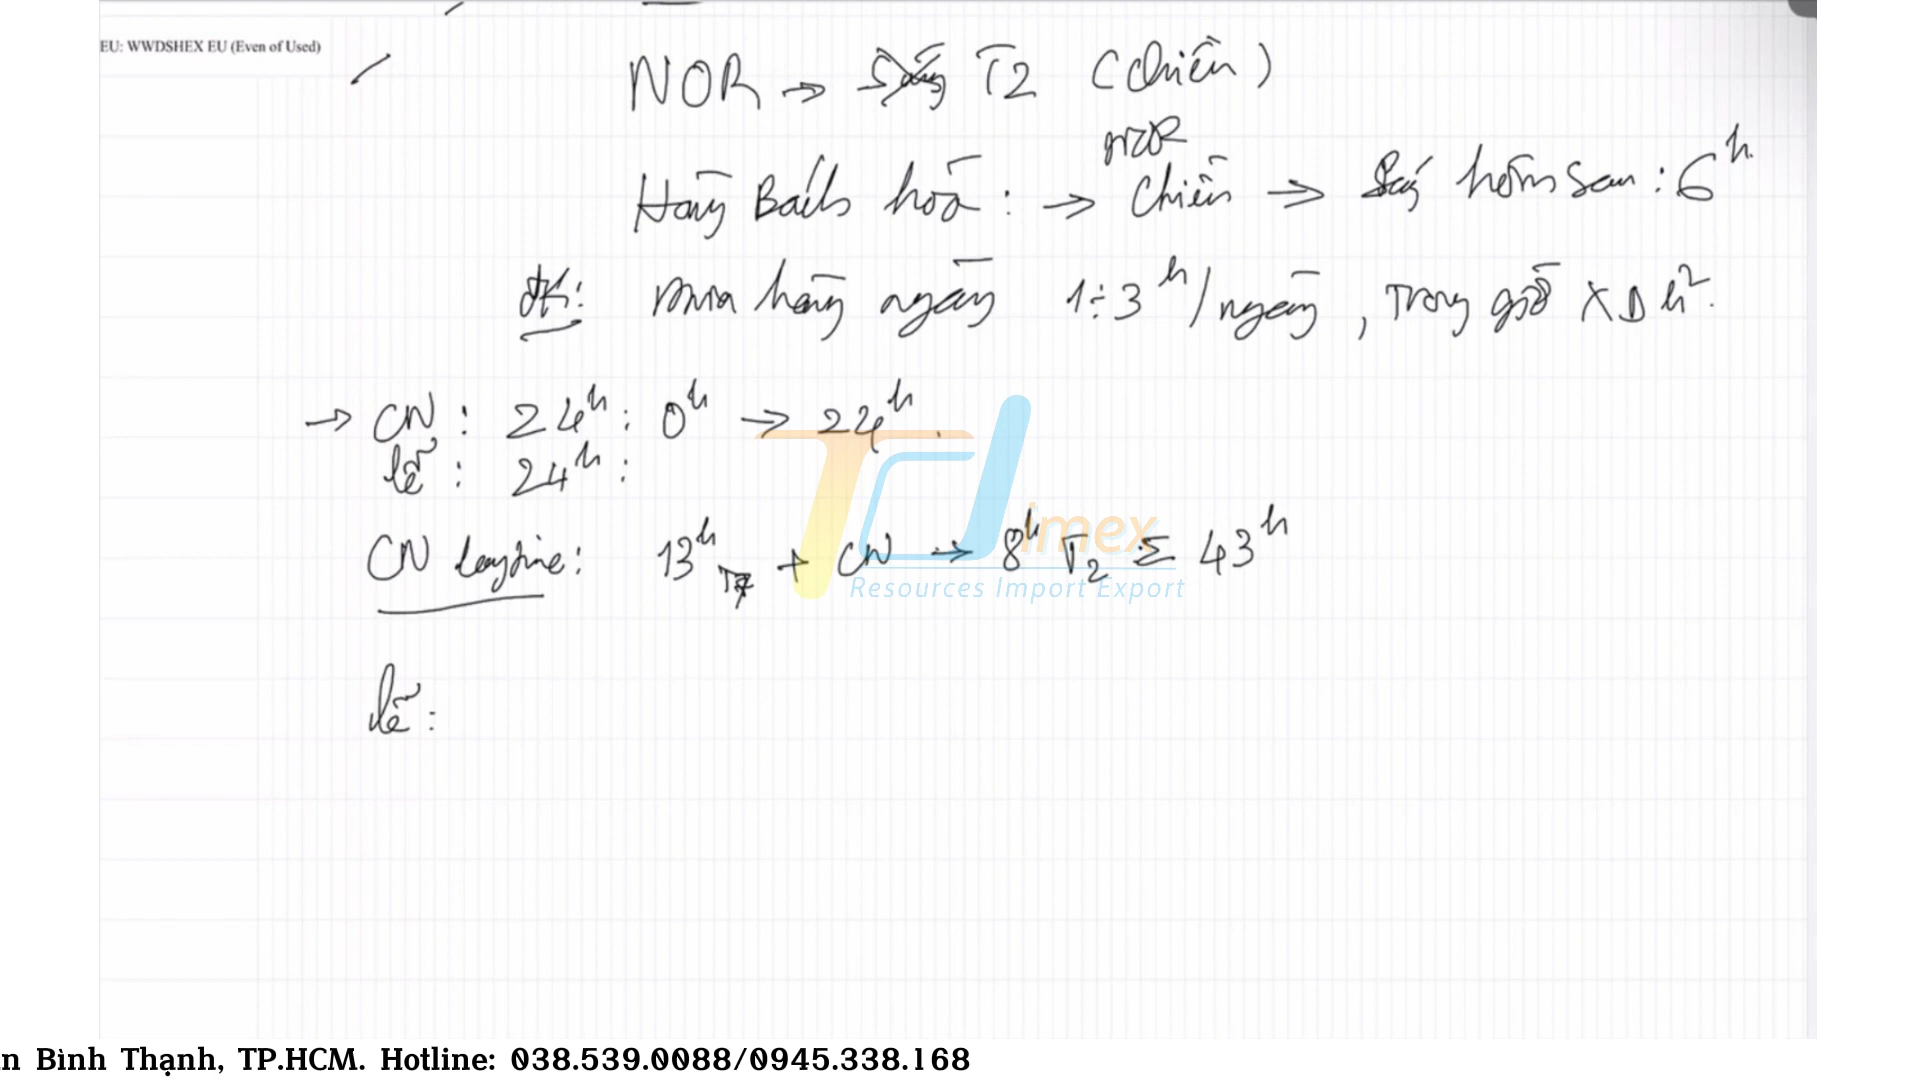 EU: WWDSHEX EU (Even of Used)
NOR → Sáng T2 (Chiều)
NOR
Hàng Bách hoá: → Chiều → Sáng hôm sau: 6h
đK: mưa hàng ngày 1÷3h/ngày, trong giờ XD h2.
→ CN: 24h: 0h → 24h.
lễ: 24h:
CN laytime: 13h T7 + CN → 8h T2 Σ 43h
lễ:
TCIimex
Resources Import Export
n Bình Thạnh, TP.HCM. Hotline: 038.539.0088/0945.338.168